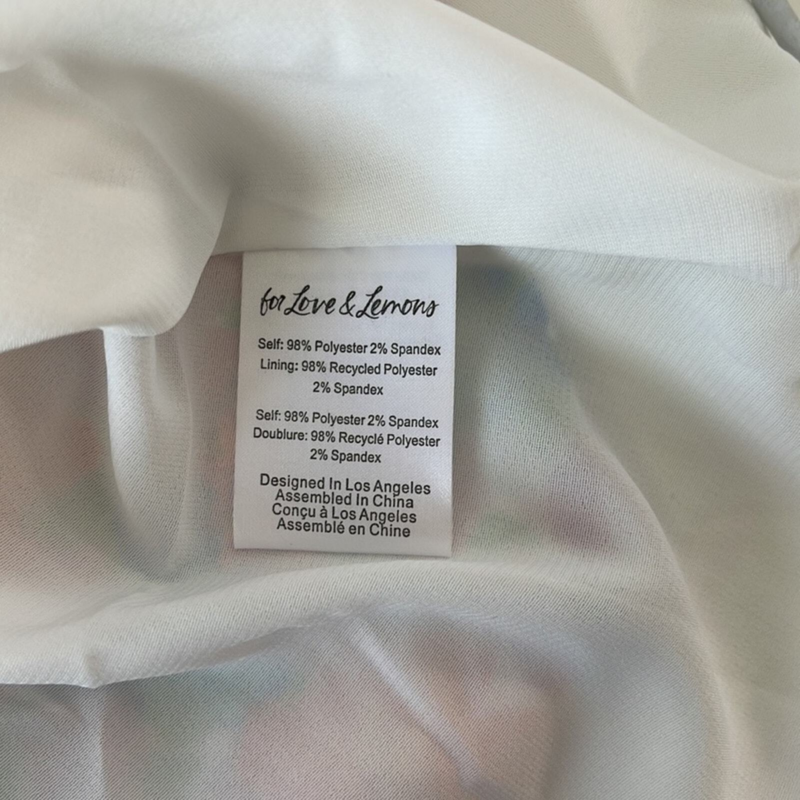 for Love & Lemons
Self: 98% Polyester 2% Spandex
Lining: 98% Recycled Polyester
2% Spandex
Self: 98% Polyester 2% Spandex
Doublure: 98% Recyclé Polyester
2% Spandex
Designed In Los Angeles
Assembled In China
Conçu à Los Angeles
Assemblé en Chine